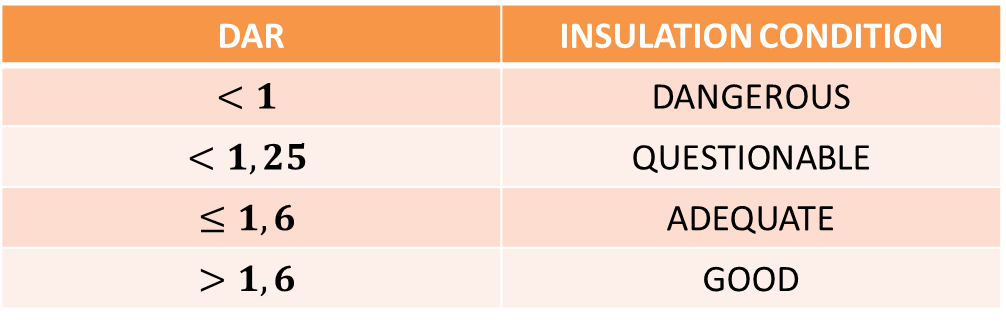 DAR INSULATION CONDITION
< 1 DANGEROUS
< 1,25 QUESTIONABLE
≤ 1,6 ADEQUATE
> 1,6 GOOD